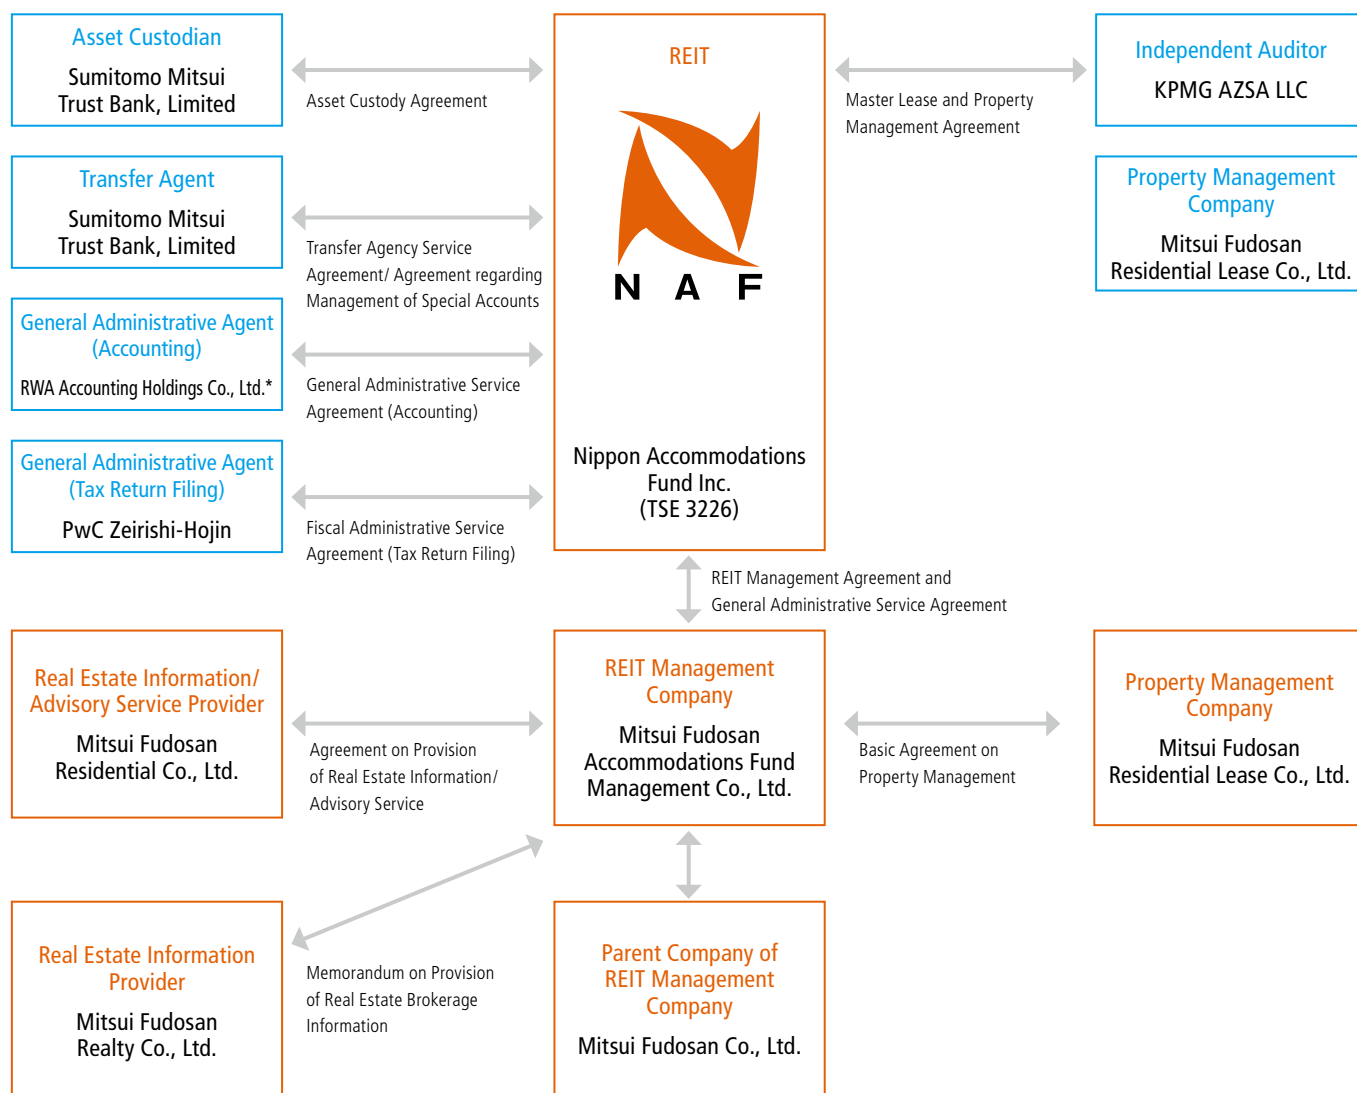 Asset Custodian
Sumitomo Mitsui
Trust Bank, Limited
Asset Custody Agreement
Transfer Agent
Sumitomo Mitsui
Trust Bank, Limited
Transfer Agency Service
Agreement/ Agreement regarding
Management of Special Accounts
General Administrative Agent
(Accounting)
RWA Accounting Holdings Co., Ltd.*
General Administrative Service
Agreement (Accounting)
General Administrative Agent
(Tax Return Filing)
PwC Zeirishi-Hojin
Fiscal Administrative Service
Agreement (Tax Return Filing)
REIT
N A F
Nippon Accommodations
Fund Inc.
(TSE 3226)
Master Lease and Property
Management Agreement
Independent Auditor
KPMG AZSA LLC
Property Management
Company
Mitsui Fudosan
Residential Lease Co., Ltd.
REIT Management Agreement and
General Administrative Service Agreement
Real Estate Information/
Advisory Service Provider
Mitsui Fudosan
Residential Co., Ltd.
Agreement on Provision
of Real Estate Information/
Advisory Service
REIT Management
Company
Mitsui Fudosan
Accommodations Fund
Management Co., Ltd.
Basic Agreement on
Property Management
Property Management
Company
Mitsui Fudosan
Residential Lease Co., Ltd.
Real Estate Information
Provider
Mitsui Fudosan
Realty Co., Ltd.
Memorandum on Provision
of Real Estate Brokerage
Information
Parent Company of
REIT Management
Company
Mitsui Fudosan Co., Ltd.